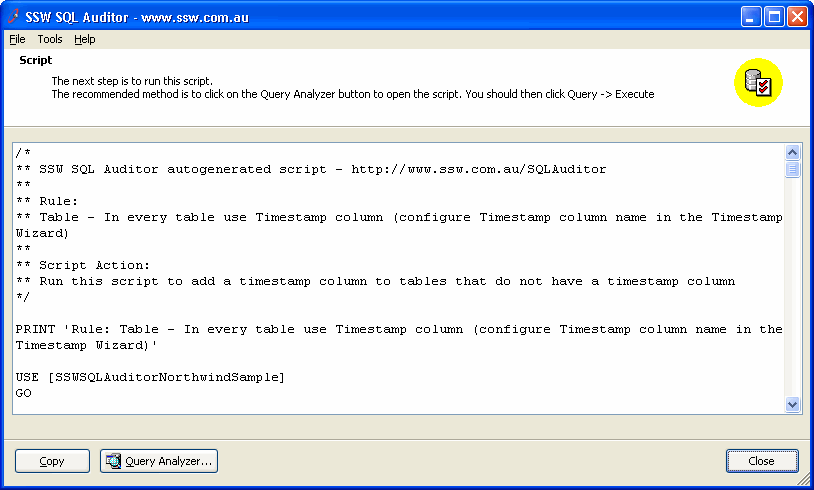 SSW SQL Auditor - www.ssw.com.au
File Tools Help
Script
The next step is to run this script.
The recommended method is to click on the Query Analyzer button to open the script. You should then click Query -> Execute
/*
** SSW SQL Auditor autogenerated script - http://www.ssw.com.au/SQLAuditor
**
** Rule:
** Table - In every table use Timestamp column (configure Timestamp column name in the Timestamp
Wizard)
**
** Script Action:
** Run this script to add a timestamp column to tables that do not have a timestamp column
*/
PRINT 'Rule: Table - In every table use Timestamp column (configure Timestamp column name in the
Timestamp Wizard)'
USE [SSWSQLAuditorNorthwindSample]
GO
Copy Query Analyzer... Close